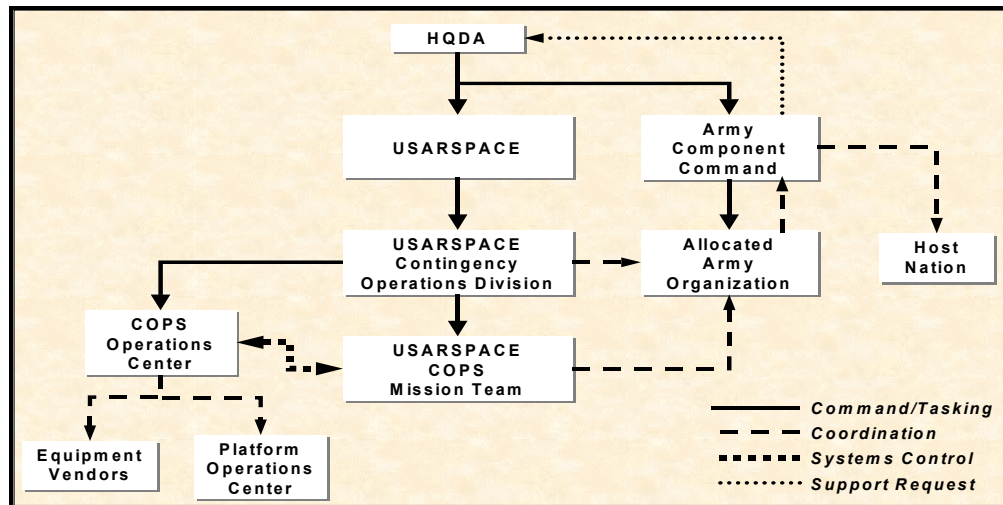 HQDA
USARSPACE
Army
Component
Command
USARSPACE
Contingency
Operations Division
Allocated
Army
Organization
Host
Nation
COPS
Operations
Center
USARSPACE
COPS
Mission Team
Equipment
Vendors
Platform
Operations
Center
Command/Tasking
Coordination
Systems Control
Support Request